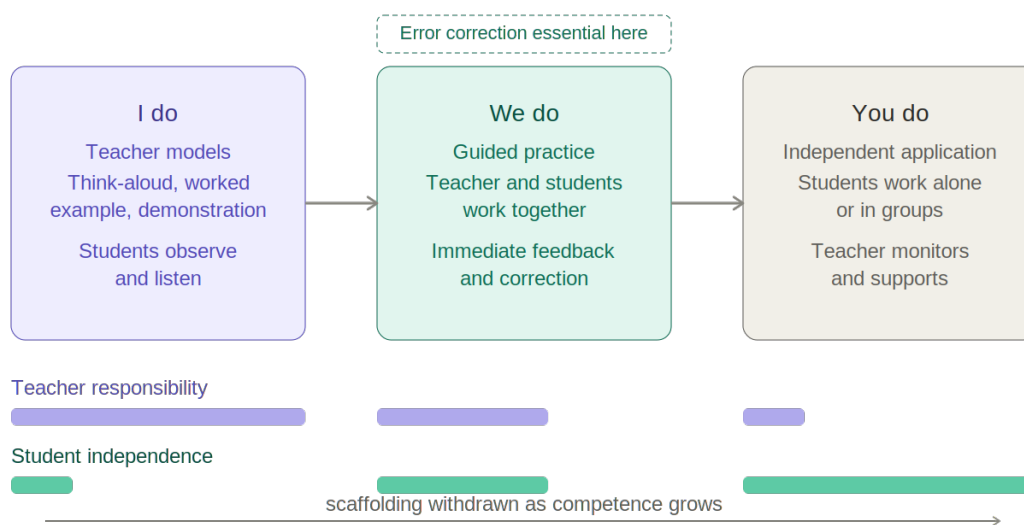 Error correction essential here
I do
Teacher models
Think-aloud, worked
example, demonstration
Students observe
and listen
We do
Guided practice
Teacher and students
work together
Immediate feedback
and correction
You do
Independent application
Students work alone
or in groups
Teacher monitors
and supports
Teacher responsibility
Student independence
scaffolding withdrawn as competence grows